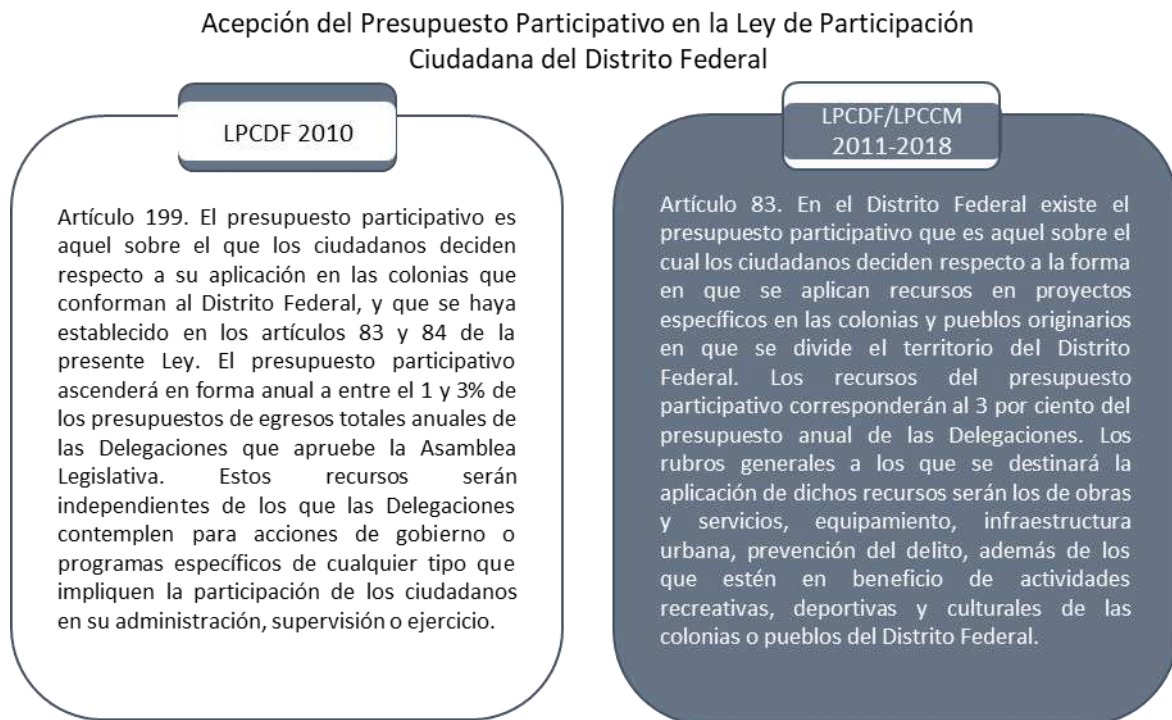 Acepción del Presupuesto Participativo en la Ley de Participación
Ciudadana del Distrito Federal
LPCDF 2010
Artículo 199. El presupuesto participativo es
aquel sobre el que los ciudadanos deciden
respecto a su aplicación en las colonias que
conforman al Distrito Federal, y que se haya
establecido en los artículos 83 y 84 de la
presente Ley. El presupuesto participativo
ascenderá en forma anual a entre el 1 y 3% de
los presupuestos de egresos totales anuales de
las Delegaciones que apruebe la Asamblea
Legislativa. Estos recursos serán
independientes de los que las Delegaciones
contemplen para acciones de gobierno o
programas específicos de cualquier tipo que
impliquen la participación de los ciudadanos
en su administración, supervisión o ejercicio.
LPCDF/LPCCM
2011-2018
Artículo 83. En el Distrito Federal existe el
presupuesto participativo que es aquel sobre el
cual los ciudadanos deciden respecto a la forma
en que se aplican recursos en proyectos
específicos en las colonias y pueblos originarios
en que se divide el territorio del Distrito
Federal. Los recursos del presupuesto
participativo corresponderán al 3 por ciento del
presupuesto anual de las Delegaciones. Los
rubros generales a los que se destinará la
aplicación de dichos recursos serán los de obras
y servicios, equipamiento, infraestructura
urbana, prevención del delito, además de los
que estén en beneficio de actividades
recreativas, deportivas y culturales de las
colonias o pueblos del Distrito Federal.